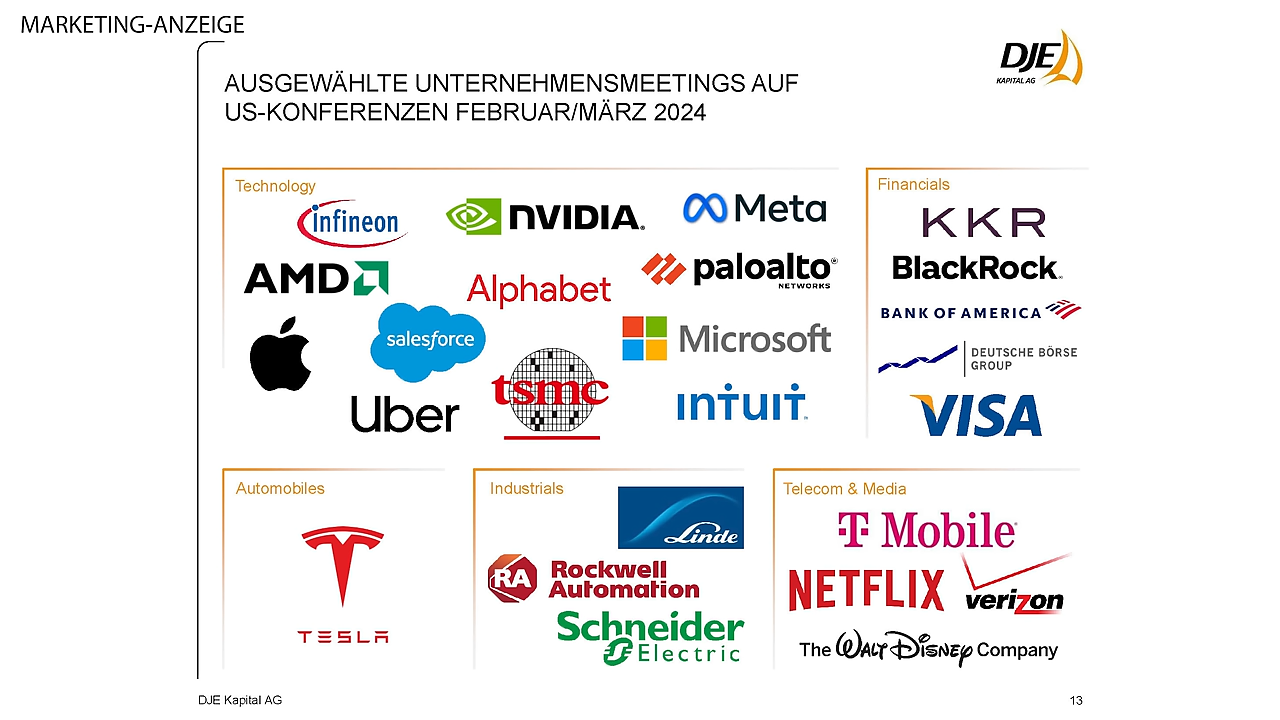 MARKETING-ANZEIGE
DJE
KAPITAL AG
AUSGEWÄHLTE UNTERNEHMENSMEETINGS AUF
US-KONFERENZEN FEBRUAR/MÄRZ 2024
Technology
infineon
NVIDIA.
Meta
AMD
Alphabet
paloalto®
NETWORKS
salesforce
Microsoft
tsmc
Uber
INTUIT
Financials
KKR
BlackRock
BANK OF AMERICA
DEUTSCHE BÖRSE
GROUP
VISA
Automobiles
TESLA
Industrials
Linde
RA
Rockwell
Automation
Schneider
Electric
Telecom & Media
T Mobile
NETFLIX
verizon
The WALT DISNEY Company
DJE Kapital AG
13